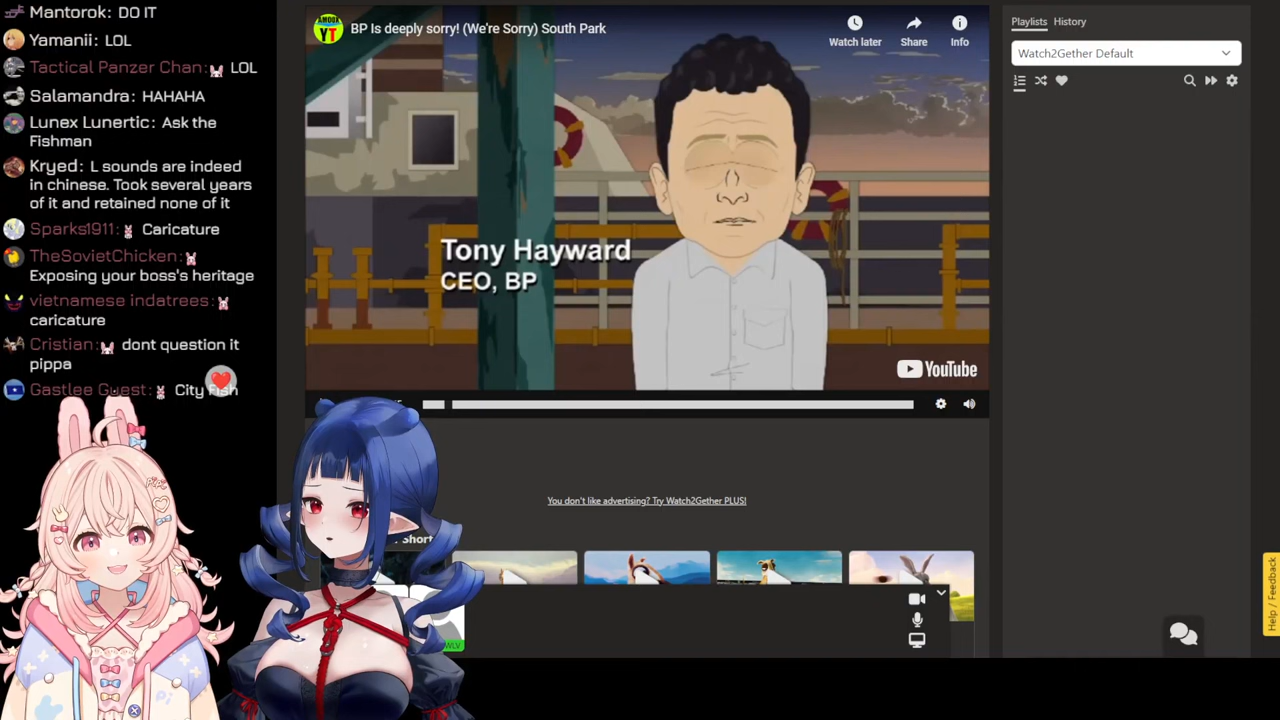 Mantorok: DO IT
Yamanii: LOL
Tactical Panzer Chan: LOL
Salamandra: HAHAHA
Lunex Lunertic: Ask the
Fishman
Kryed: L sounds are indeed
in chinese. Took several years
of it and retained none of it
Sparks1911: Caricature
TheSovietChicken:
Exposing your boss's heritage
vietnamese indatrees:
caricature
Cristian: dont question it
pippa
Gastlee Guest: City Fish
AMOOK
YT
BP Is deeply sorry! (We're Sorry) South Park
Watch later
Share
Info
Tony Hayward
CEO, BP
YouTube
You don't like advertising? Try Watch2Gether PLUS!
Short
Playlists
History
Watch2Gether Default
Help / Feedback